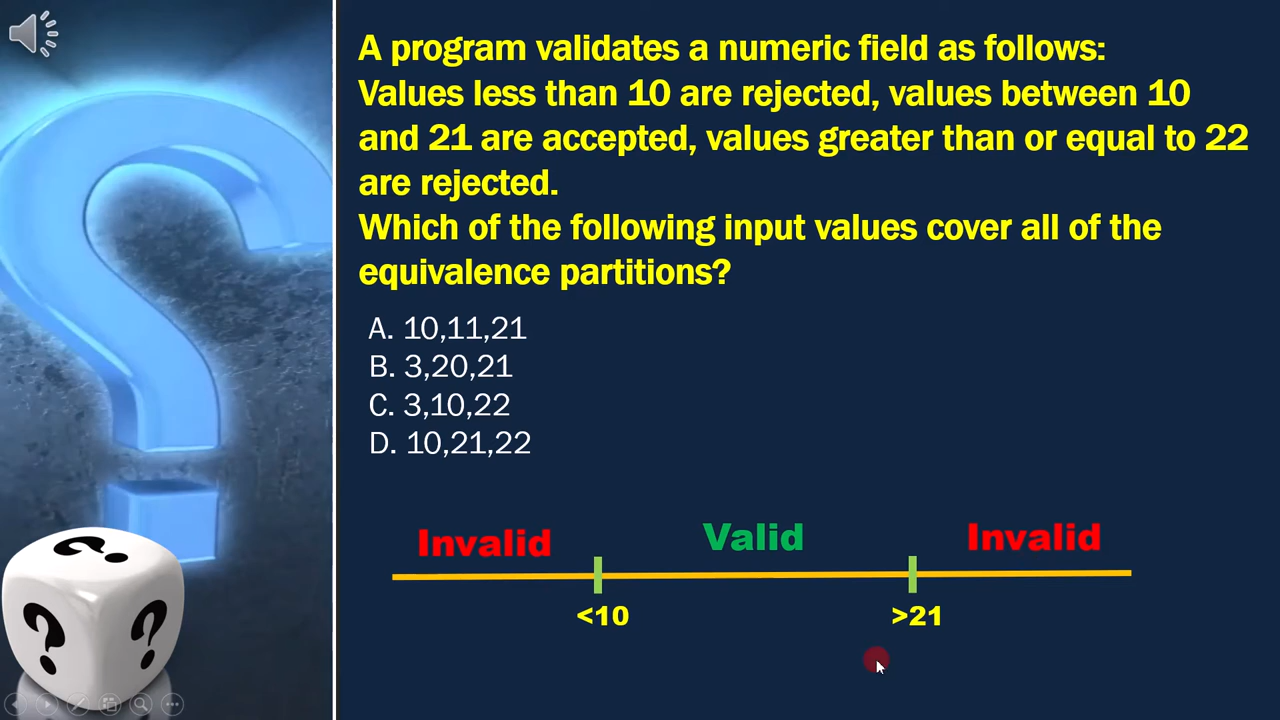 A program validates a numeric field as follows:
Values less than 10 are rejected, values between 10
and 21 are accepted, values greater than or equal to 22
are rejected.
Which of the following input values cover all of the
equivalence partitions?
A. 10,11,21
B. 3,20,21
C. 3,10,22
D. 10,21,22
Invalid Valid Invalid
<10 >21
? ? ?